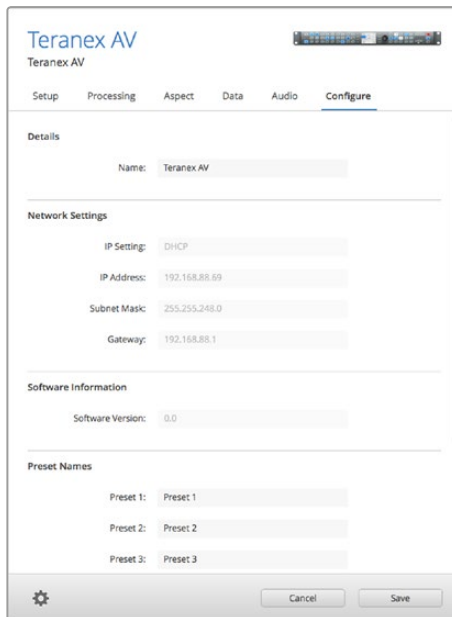 Teranex AV
Teranex AV
Setup Processing Aspect Data Audio Configure
Details
Name: Teranex AV
Network Settings
IP Setting: DHCP
IP Address: 192.168.88.69
Subnet Mask: 255.255.248.0
Gateway: 192.168.88.1
Software Information
Software Version: 0.0
Preset Names
Preset 1: Preset 1
Preset 2: Preset 2
Preset 3: Preset 3
Cancel Save